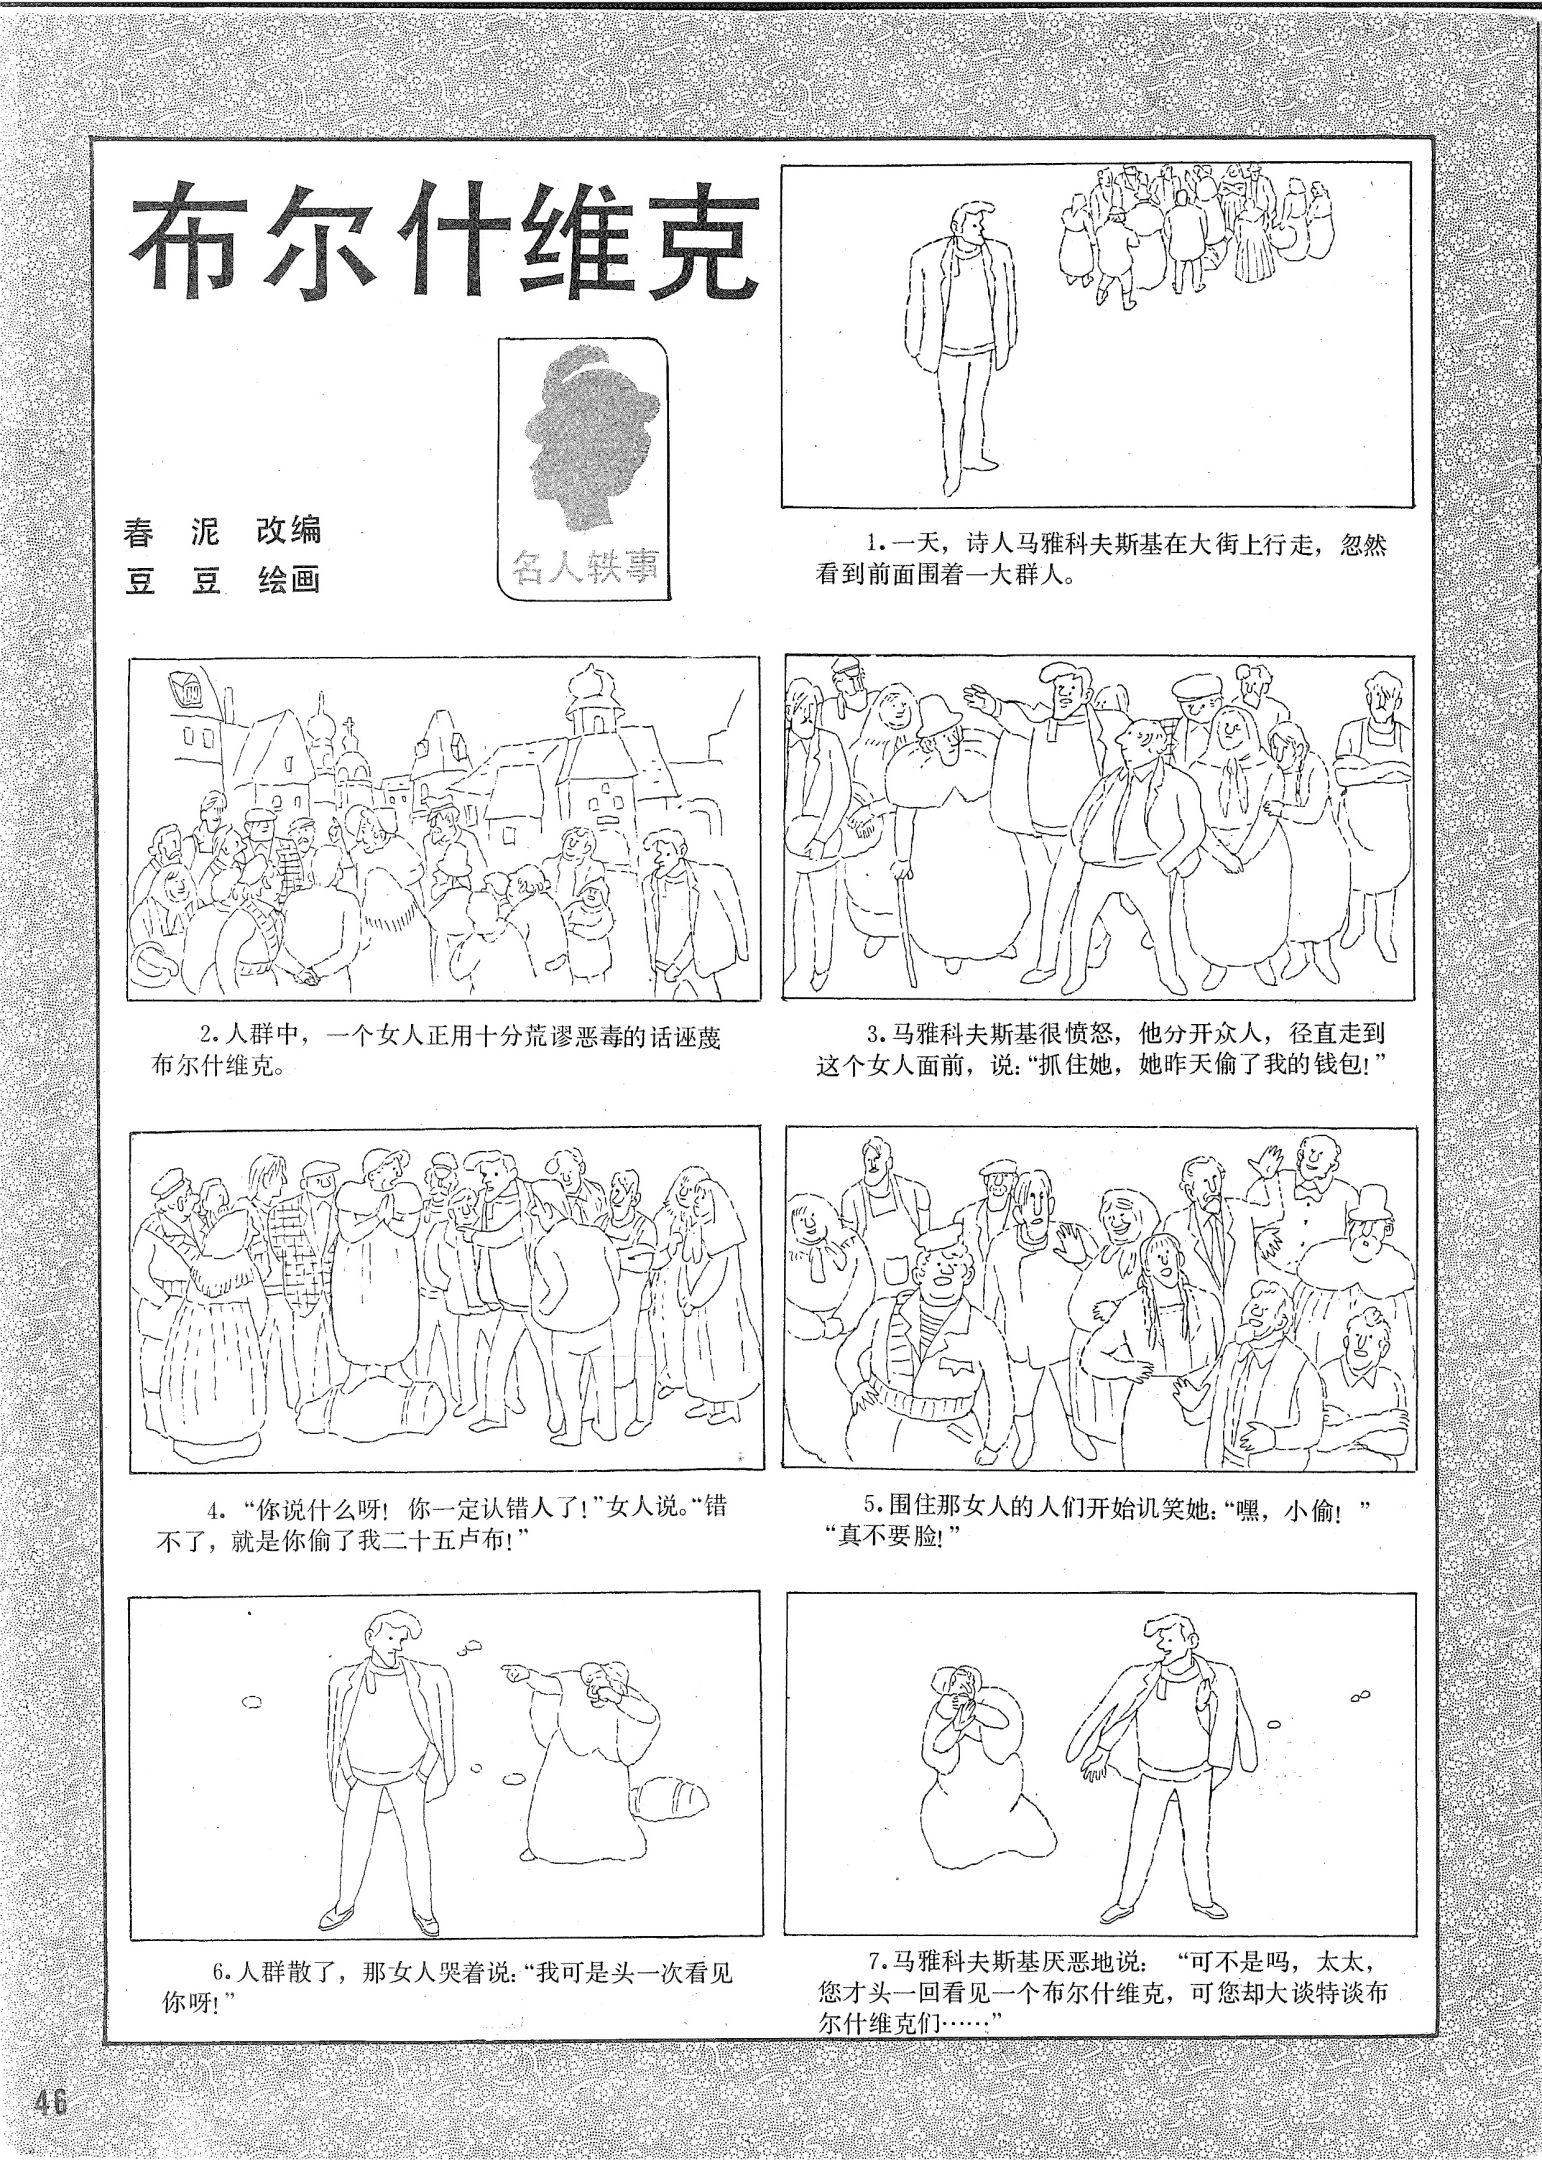 布尔什维克
春 泥 改编
豆 豆 绘画
名人轶事
1.一天，诗人马雅科夫斯基在大街上行走，忽然
看到前面围着一大群人。
2.人群中，一个女人正用十分荒谬恶毒的话诬蔑
布尔什维克。
3.马雅科夫斯基很愤怒，他分开众人，径直走到
这个女人面前，说：“抓住她，她昨天偷了我的钱包！”
4.“你说什么呀！你一定认错人了！”女人说。“错
不了，就是你偷了我二十五卢布！”
5.围住那女人的人们开始讥笑她：“嘿，小偷！”
“真不要脸！”
6.人群散了，那女人哭着说：“我可是头一次看见
你呀！”
7.马雅科夫斯基厌恶地说：“可不是吗，太太，
您才头一回看见一个布尔什维克，可您却大谈特谈布
尔什维克们……”
46